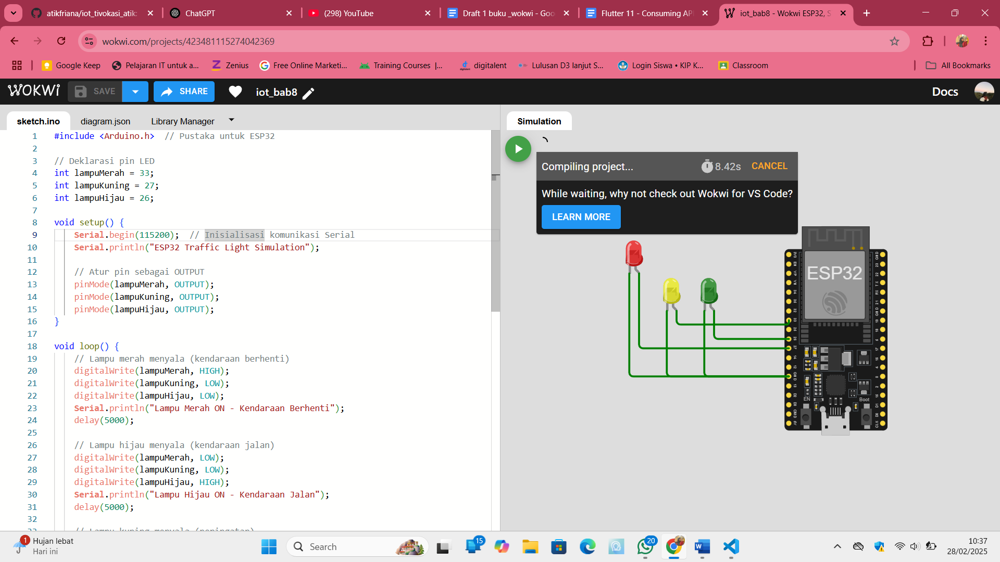 atikfriana/iot_tivokasi_atik:
ChatGPT
(298) YouTube
Draft 1 buku _wokwi - Goo
Flutter 11 - Consuming API
iot_bab8 - Wokwi ESP32, S
wokwi.com/projects/423481115274042369
Google Keep
Pelajaran IT untuk a...
Zenius
Free Online Marketi...
Training Courses |...
digitalent
Lulusan D3 lanjut S...
Login Siswa • KIP K...
Classroom
All Bookmarks
WOKWi
SAVE
SHARE
iot_bab8
Docs
sketch.ino
diagram.json
Library Manager
Simulation
1 #include <Arduino.h>  // Pustaka untuk ESP32
2
3 // Deklarasi pin LED
4 int lampuMerah = 33;
5 int lampuKuning = 27;
6 int lampuHijau = 26;
7
8 void setup() {
9     Serial.begin(115200);  // Inisialisasi komunikasi Serial
10     Serial.println("ESP32 Traffic Light Simulation");
11
12     // Atur pin sebagai OUTPUT
13     pinMode(lampuMerah, OUTPUT);
14     pinMode(lampuKuning, OUTPUT);
15     pinMode(lampuHijau, OUTPUT);
16 }
17
18 void loop() {
19     // Lampu merah menyala (kendaraan berhenti)
20     digitalWrite(lampuMerah, HIGH);
21     digitalWrite(lampuKuning, LOW);
22     digitalWrite(lampuHijau, LOW);
23     Serial.println("Lampu Merah ON - Kendaraan Berhenti");
24     delay(5000);
25
26     // Lampu hijau menyala (kendaraan jalan)
27     digitalWrite(lampuMerah, LOW);
28     digitalWrite(lampuKuning, LOW);
29     digitalWrite(lampuHijau, HIGH);
30     Serial.println("Lampu Hijau ON - Kendaraan Jalan");
31     delay(5000);
32
33     // Lampu kuning menyala (peringatan)
Compiling project...
8.42s
CANCEL
While waiting, why not check out Wokwi for VS Code?
LEARN MORE
ESP32
EN
Boot
1
Hujan lebat
Hari ini
Search
15
20
10:37
28/02/2025